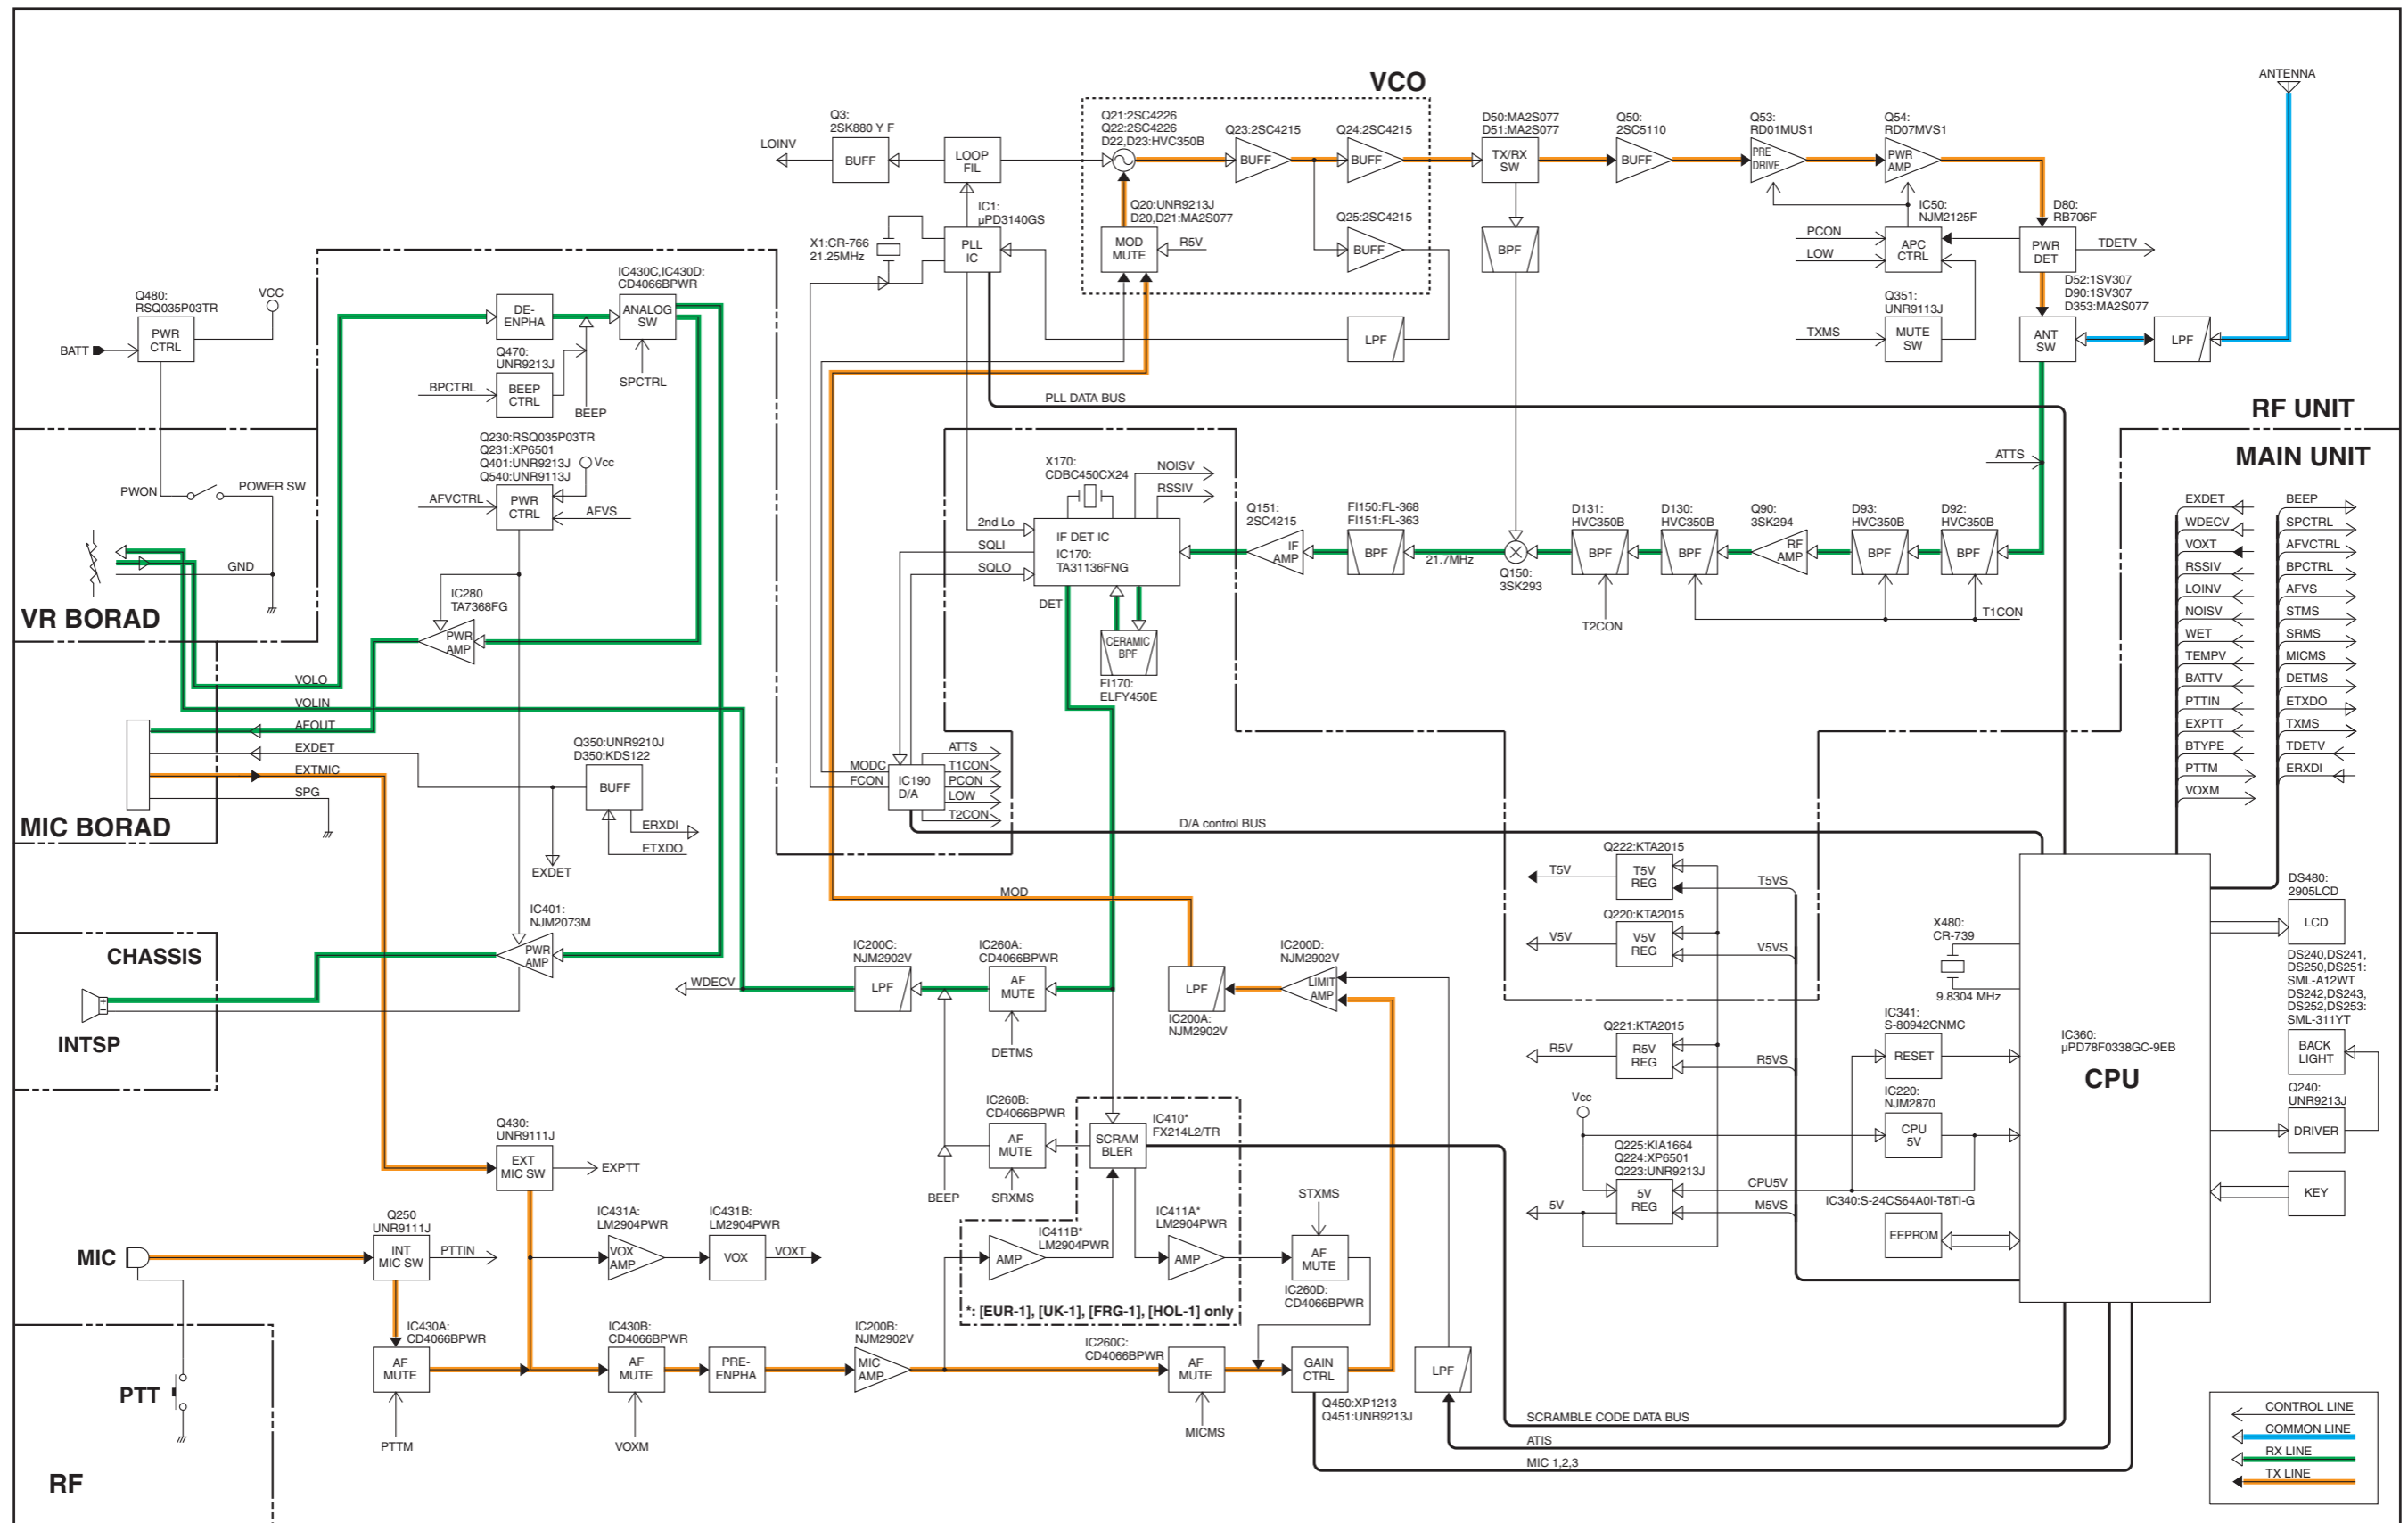 VCO
ANTENNA
Q3:
2SK880 Y F
LOINV
BUFF
LOOP
FIL
Q21:2SC4226
Q22:2SC4226
D22,D23:HVC350B
Q23:2SC4215
BUFF
Q24:2SC4215
BUFF
D50:MA2S077
D51:MA2S077
TX/RX
SW
Q50:
2SC5110
BUFF
Q53:
RD01MUS1
PRE
DRIVE
Q54:
RD07MVS1
PWR
AMP
IC1:
µPD3140GS
X1:CR-766
21.25MHz
PLL
IC
Q20:UNR9213J
D20,D21:MA2S077
MOD
MUTE
R5V
Q25:2SC4215
BUFF
BPF
LPF
IC50:
NJM2125F
PCON
LOW
APC
CTRL
D80:
RB706F
PWR
DET
TDETV
Q351:
UNR9113J
TXMS
MUTE
SW
D52:1SV307
D90:1SV307
D353:MA2S077
ANT
SW
LPF
PLL DATA BUS
RF UNIT
MAIN UNIT
Q480:
RSQ035P03TR
VCC
BATT
PWR
CTRL
DE-
ENPHA
IC430C,IC430D:
CD4066BPWR
ANALOG
SW
Q470:
UNR9213J
BPCTRL
BEEP
CTRL
BEEP
SPCTRL
Q230:RSQ035P03TR
Q231:XP6501
Q401:UNR9213J
Q540:UNR9113J
Vcc
AFVCTRL
PWR
CTRL
AFVS
PWON
POWER SW
GND
VR BORAD
IC280
TA7368FG
PWR
AMP
VOLO
VOLIN
AFOUT
EXDET
EXTMIC
SPG
MIC BORAD
Q350:UNR9210J
D350:KDS122
BUFF
ERXDI
ETXDO
EXDET
X170:
CDBC450CX24
NOISV
RSSIV
2nd Lo
SQLI
SQLO
IF DET IC
IC170:
TA31136FNG
DET
CERAMIC
BPF
FI170:
ELFY450E
Q151:
2SC4215
IF
AMP
FI150:FL-368
FI151:FL-363
BPF
21.7MHz
Q150:
3SK293
D131:
HVC350B
BPF
T2CON
D130:
HVC350B
BPF
Q90:
3SK294
RF
AMP
D93:
HVC350B
BPF
D92:
HVC350B
BPF
ATTS
T1CON
EXDET
WDECV
VOXT
RSSIV
LOINV
NOISV
WET
TEMPV
BATTV
PTTIN
EXPTT
BTYPE
PTTM
VOXM
BEEP
SPCTRL
AFVCTRL
BPCTRL
AFVS
STMS
SRMS
MICMS
DETMS
ETXDO
TXMS
TDETV
ERXDI
MODC
FCON
IC190
D/A
ATTS
T1CON
PCON
LOW
T2CON
D/A control BUS
MOD
CHASSIS
INTSP
IC401:
NJM2073M
PWR
AMP
WDECV
IC200C:
NJM2902V
LPF
IC260A:
CD4066BPWR
AF
MUTE
DETMS
LPF
IC200A:
NJM2902V
IC200D:
NJM2902V
LIMIT
AMP
Q222:KTA2015
T5V
T5V
REG
T5VS
Q220:KTA2015
V5V
V5V
REG
V5VS
Q221:KTA2015
R5V
R5V
REG
R5VS
Vcc
Q225:KIA1664
Q224:XP6501
Q223:UNR9213J
5V
5V
REG
CPU5V
M5VS
X480:
CR-739
9.8304 MHz
IC341:
S-80942CNMC
RESET
IC220:
NJM2870
CPU
5V
IC340:S-24CS64A0I-T8TI-G
EEPROM
IC360:
µPD78F0338GC-9EB
CPU
DS480:
2905LCD
LCD
DS240,DS241,
DS250,DS251:
SML-A12WT
DS242,DS243,
DS252,DS253:
SML-311YT
BACK
LIGHT
Q240:
UNR9213J
DRIVER
KEY
IC260B:
CD4066BPWR
AF
MUTE
BEEP
SRXMS
IC410*
FX214L2/TR
SCRAM
BLER
IC411B*
LM2904PWR
AMP
IC411A*
LM2904PWR
AMP
*: [EUR-1], [UK-1], [FRG-1], [HOL-1] only
STXMS
AF
MUTE
IC260D:
CD4066BPWR
Q430:
UNR9111J
EXT
MIC SW
EXPTT
Q250
UNR9111J
MIC
INT
MIC SW
PTTIN
IC431A:
LM2904PWR
VOX
AMP
IC431B:
LM2904PWR
VOX
VOXT
IC430A:
CD4066BPWR
AF
MUTE
PTTM
IC430B:
CD4066BPWR
AF
MUTE
VOXM
PRE-
ENPHA
IC200B:
NJM2902V
MIC
AMP
IC260C:
CD4066BPWR
AF
MUTE
MICMS
GAIN
CTRL
Q450:XP1213
Q451:UNR9213J
LPF
SCRAMBLE CODE DATA BUS
ATIS
MIC 1,2,3
PTT
RF
CONTROL LINE
COMMON LINE
RX LINE
TX LINE